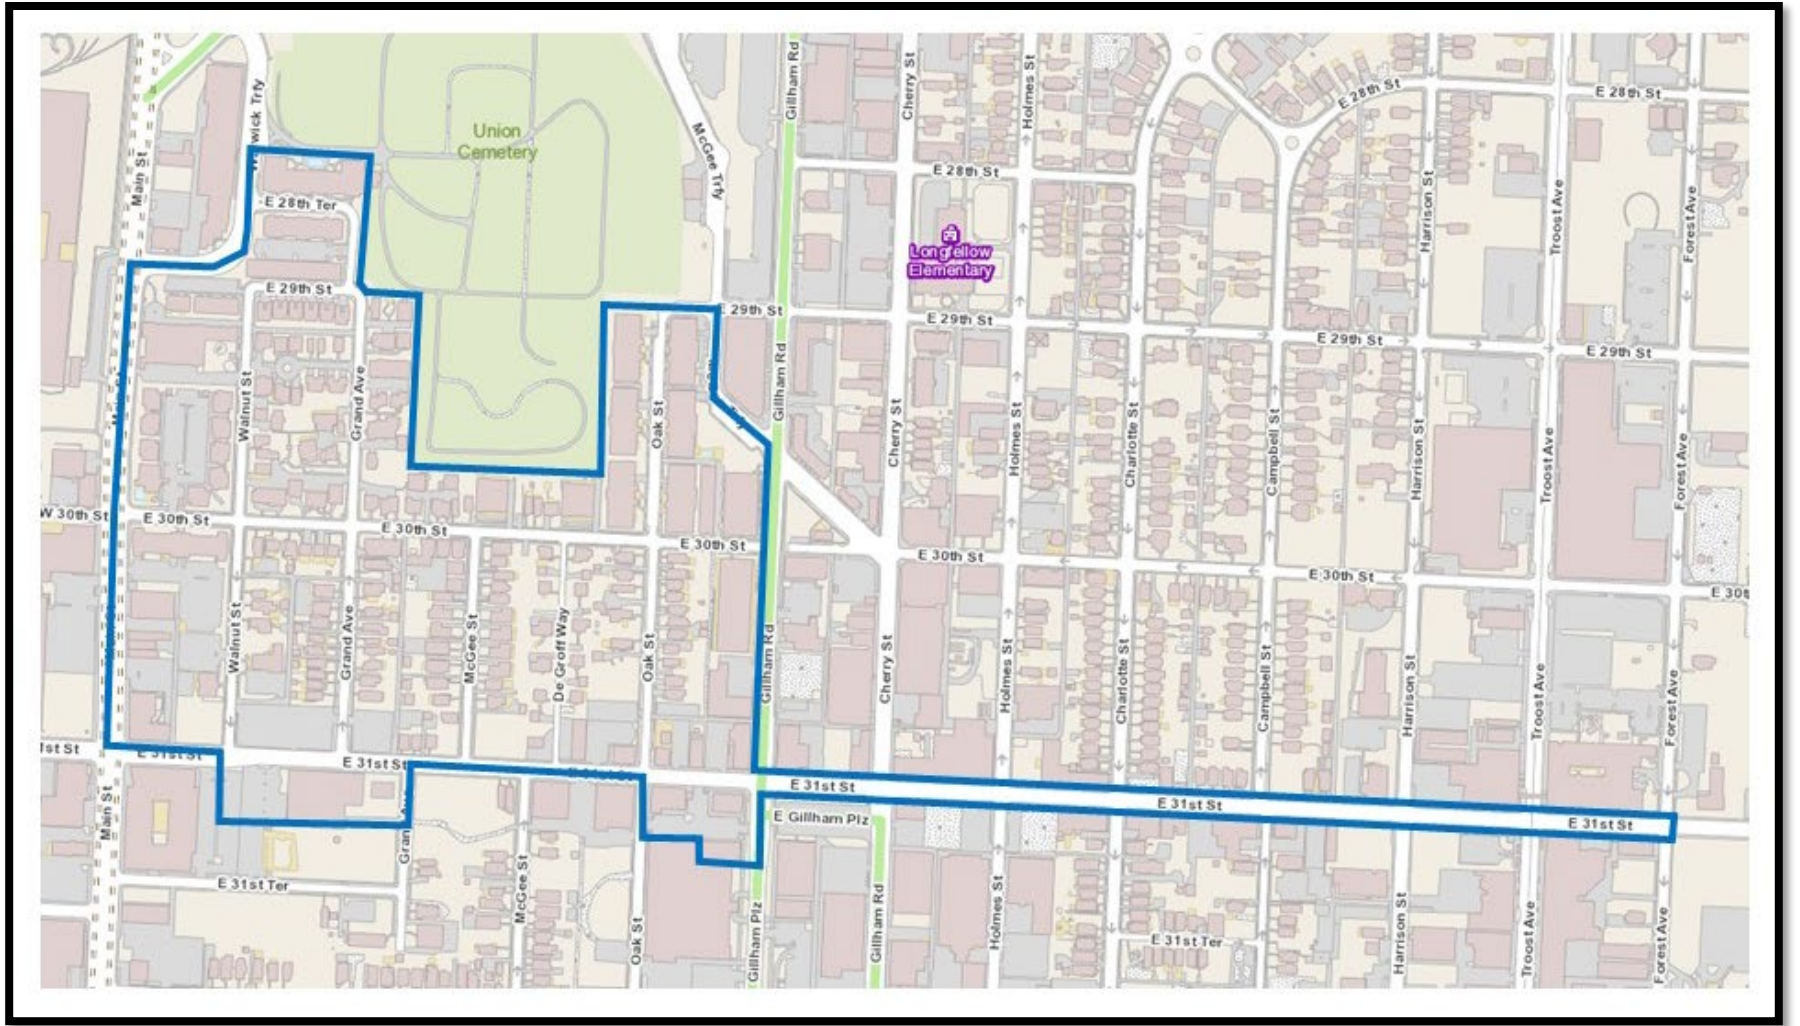 Gillham Rd
Cherry St
Holmes St
E 28th St
E 28th St
Main St
McGee Trfy
Union
Cemetery
E 28th St
Harrison St
Troost Ave
Forest Ave
E 28th Ter
Longfellow
Elementary
E 29th St
E 29th St
E 29th St
E 29th St
E 29th St
Gillham Rd
Walnut St
Grand Ave
Oak St
Cherry St
Holmes St
Charlotte St
Campbell St
Harrison St
Troost Ave
Forest Ave
W 30th St
E 30th St
E 30th St
E 30th St
E 30th St
E 30th St
Walnut St
Grand Ave
McGee St
De Groff Way
Oak St
Gillham Rd
Cherry St
Holmes St
Charlotte St
Campbell St
Harrison St
Troost Ave
Forest Ave
E 31st St
E 31st St
E 31st St
E 31st St
E 31st St
Main St
E Gillham Plz
E 31st Ter
McGee St
Oak St
Gillham Plz
Gillham Rd
Holmes St
E 31st Ter
Harrison St
Troost Ave
Forest Ave